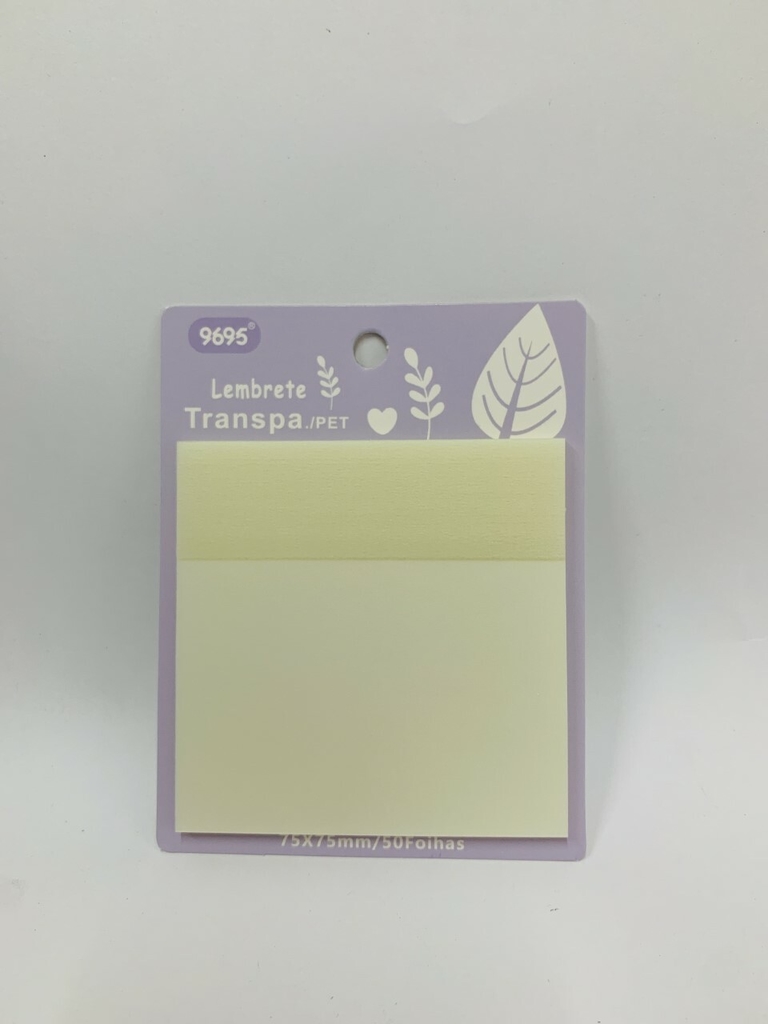 9695®
Lembrete
Transpa./PET
75X75mm/50Folhas